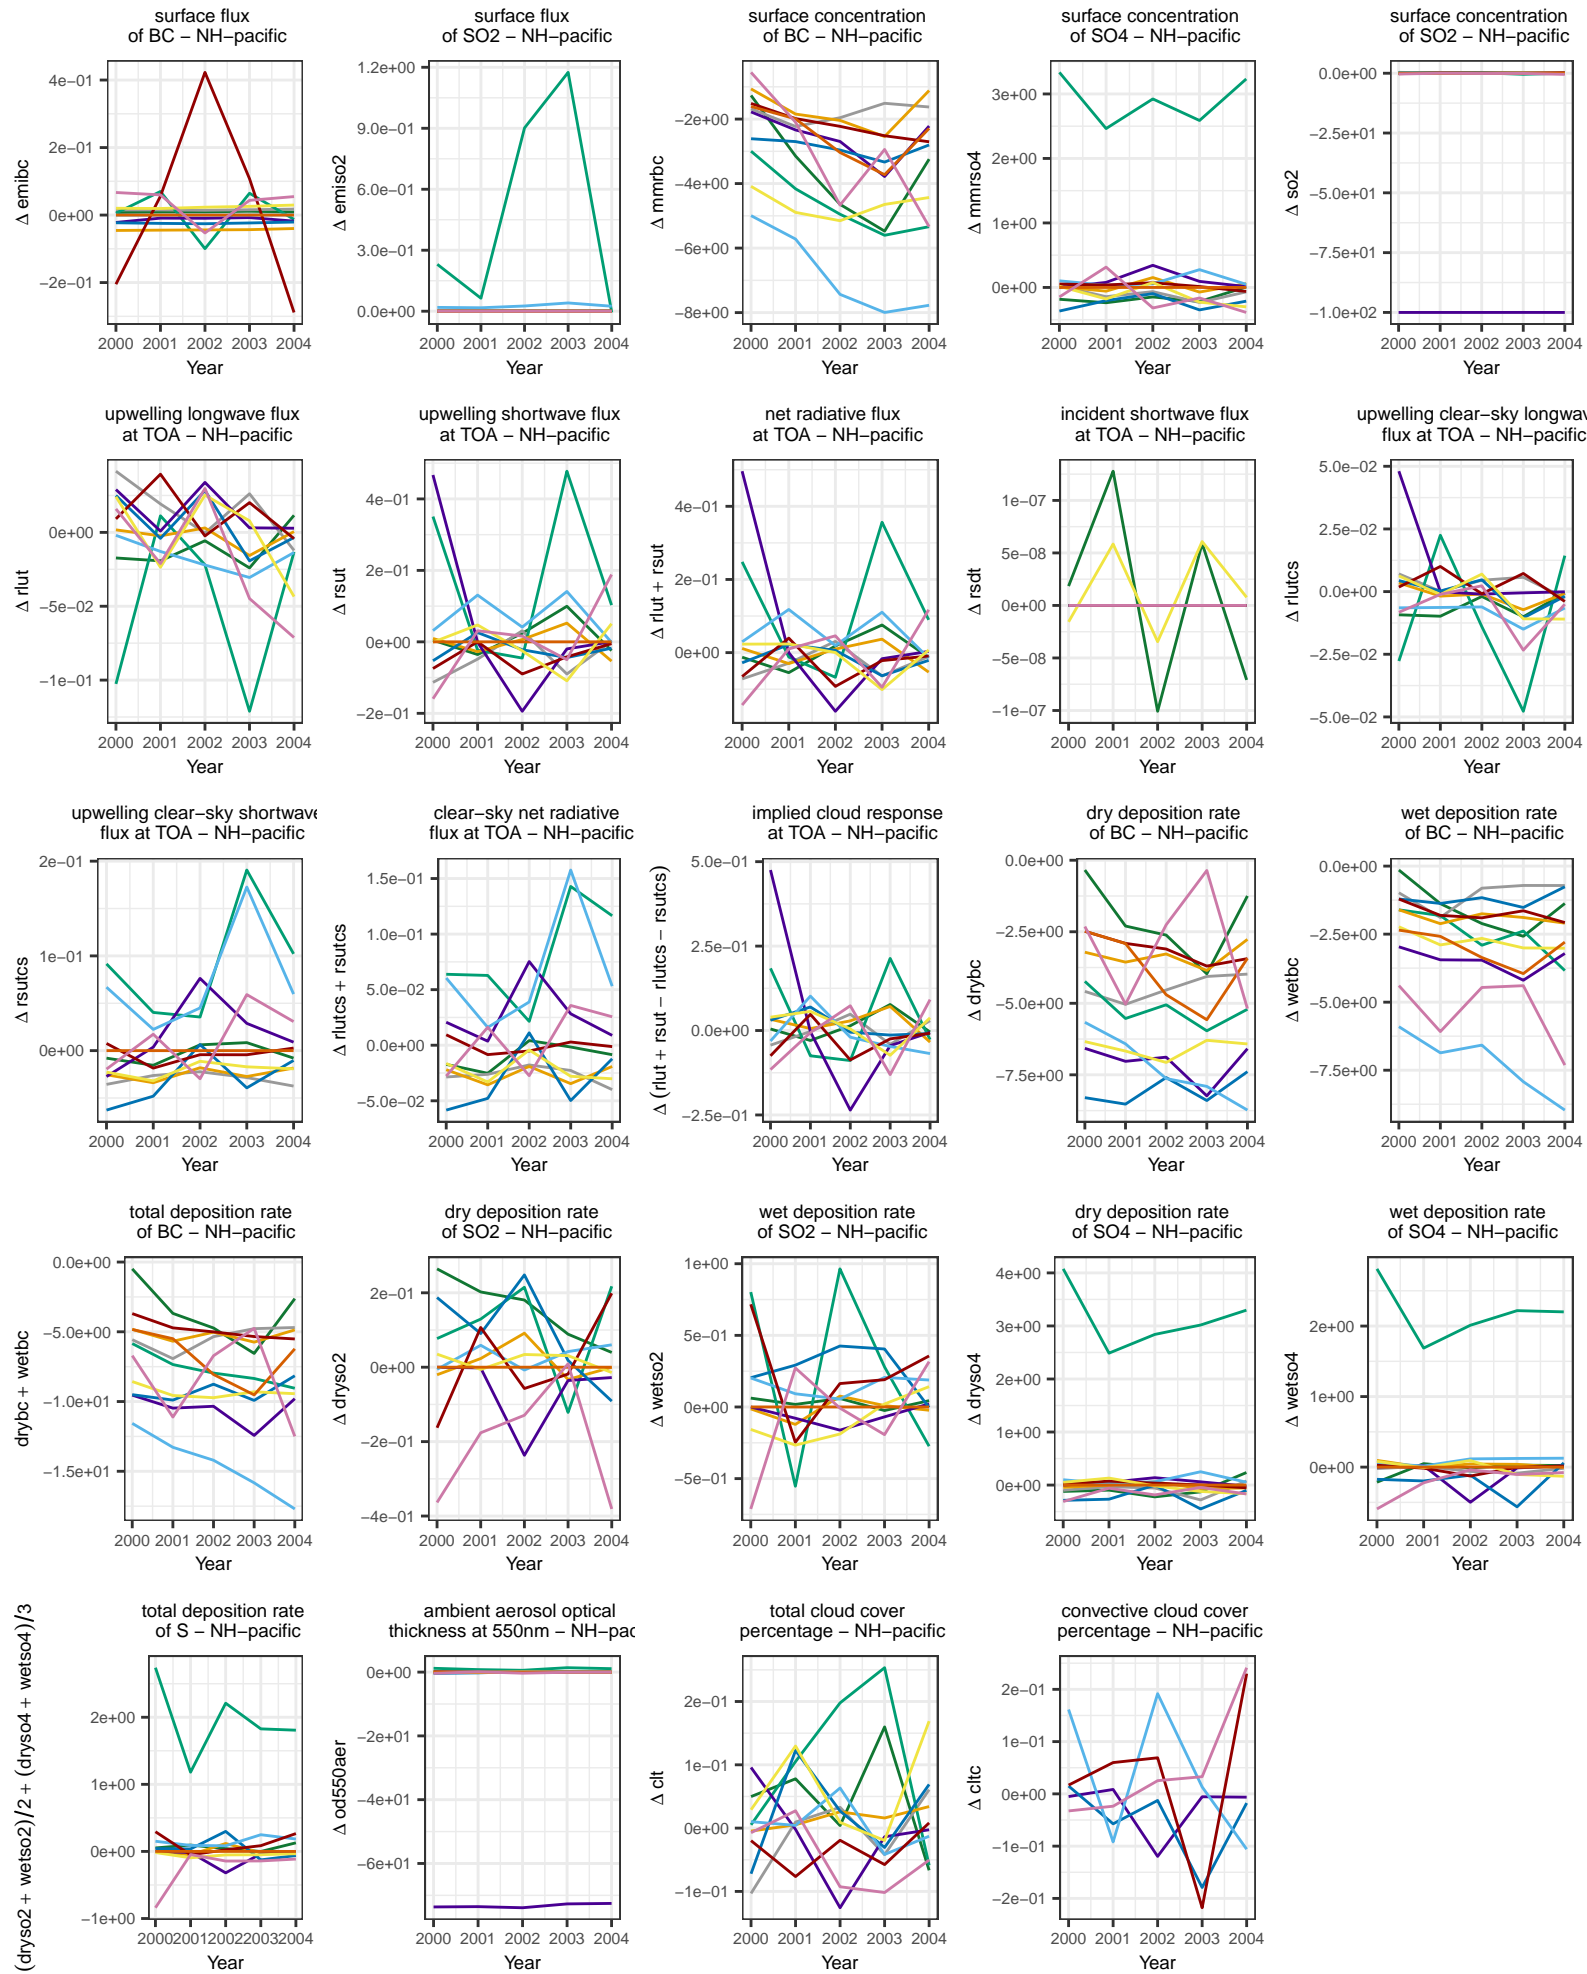 surface flux
of BC − NH−pacific
Δ emibc
4e−01
2e−01
0e+00
−2e−01
2000 2001 2002 2003 2004
Year
surface flux
of SO2 − NH−pacific
Δ emiso2
1.2e+00
9.0e−01
6.0e−01
3.0e−01
0.0e+00
2000 2001 2002 2003 2004
Year
surface concentration
of BC − NH−pacific
Δ mmrbc
−2e+00
−4e+00
−6e+00
−8e+00
2000 2001 2002 2003 2004
Year
surface concentration
of SO4 − NH−pacific
Δ mmrso4
3e+00
2e+00
1e+00
0e+00
2000 2001 2002 2003 2004
Year
surface concentration
of SO2 − NH−pacific
Δ so2
0.0e+00
−2.5e+01
−5.0e+01
−7.5e+01
−1.0e+02
2000 2001 2002 2003 2004
Year
upwelling longwave flux
at TOA − NH−pacific
Δ rlut
0e+00
−5e−02
−1e−01
2000 2001 2002 2003 2004
Year
upwelling shortwave flux
at TOA − NH−pacific
Δ rsut
4e−01
2e−01
0e+00
−2e−01
2000 2001 2002 2003 2004
Year
net radiative flux
at TOA − NH−pacific
Δ rlut + rsut
4e−01
2e−01
0e+00
2000 2001 2002 2003 2004
Year
incident shortwave flux
at TOA − NH−pacific
Δ rsdt
1e−07
5e−08
0e+00
−5e−08
−1e−07
2000 2001 2002 2003 2004
Year
upwelling clear−sky longwav
flux at TOA − NH−pacific
Δ rlutcs
5.0e−02
2.5e−02
0.0e+00
−2.5e−02
−5.0e−02
2000 2001 2002 2003 2004
Year
upwelling clear−sky shortwave
flux at TOA − NH−pacific
Δ rsutcs
2e−01
1e−01
0e+00
2000 2001 2002 2003 2004
Year
clear−sky net radiative
flux at TOA − NH−pacific
Δ rlutcs + rsutcs
1.5e−01
1.0e−01
5.0e−02
0.0e+00
−5.0e−02
2000 2001 2002 2003 2004
Year
implied cloud response
at TOA − NH−pacific
Δ (rlut + rsut − rlutcs − rsutcs)
5.0e−01
2.5e−01
0.0e+00
−2.5e−01
2000 2001 2002 2003 2004
Year
dry deposition rate
of BC − NH−pacific
Δ drybc
0.0e+00
−2.5e+00
−5.0e+00
−7.5e+00
2000 2001 2002 2003 2004
Year
wet deposition rate
of BC − NH−pacific
Δ wetbc
0.0e+00
−2.5e+00
−5.0e+00
−7.5e+00
2000 2001 2002 2003 2004
Year
total deposition rate
of BC − NH−pacific
drybc + wetbc
0.0e+00
−5.0e+00
−1.0e+01
−1.5e+01
2000 2001 2002 2003 2004
Year
dry deposition rate
of SO2 − NH−pacific
Δ dryso2
2e−01
0e+00
−2e−01
−4e−01
2000 2001 2002 2003 2004
Year
wet deposition rate
of SO2 − NH−pacific
Δ wetso2
1e+00
5e−01
0e+00
−5e−01
2000 2001 2002 2003 2004
Year
dry deposition rate
of SO4 − NH−pacific
Δ dryso4
4e+00
3e+00
2e+00
1e+00
0e+00
2000 2001 2002 2003 2004
Year
wet deposition rate
of SO4 − NH−pacific
Δ wetso4
2e+00
1e+00
0e+00
2000 2001 2002 2003 2004
Year
total deposition rate
of S − NH−pacific
(dryso2 + wetso2)/2 + (dryso4 + wetso4)/3
2e+00
1e+00
0e+00
−1e+00
2000 2001 2002 2003 2004
Year
ambient aerosol optical
thickness at 550nm − NH−pac
Δ od550aer
0e+00
−2e+01
−4e+01
−6e+01
2000 2001 2002 2003 2004
Year
total cloud cover
percentage − NH−pacific
Δ clt
2e−01
1e−01
0e+00
−1e−01
2000 2001 2002 2003 2004
Year
convective cloud cover
percentage − NH−pacific
Δ cltc
2e−01
1e−01
0e+00
−1e−01
−2e−01
2000 2001 2002 2003 2004
Year